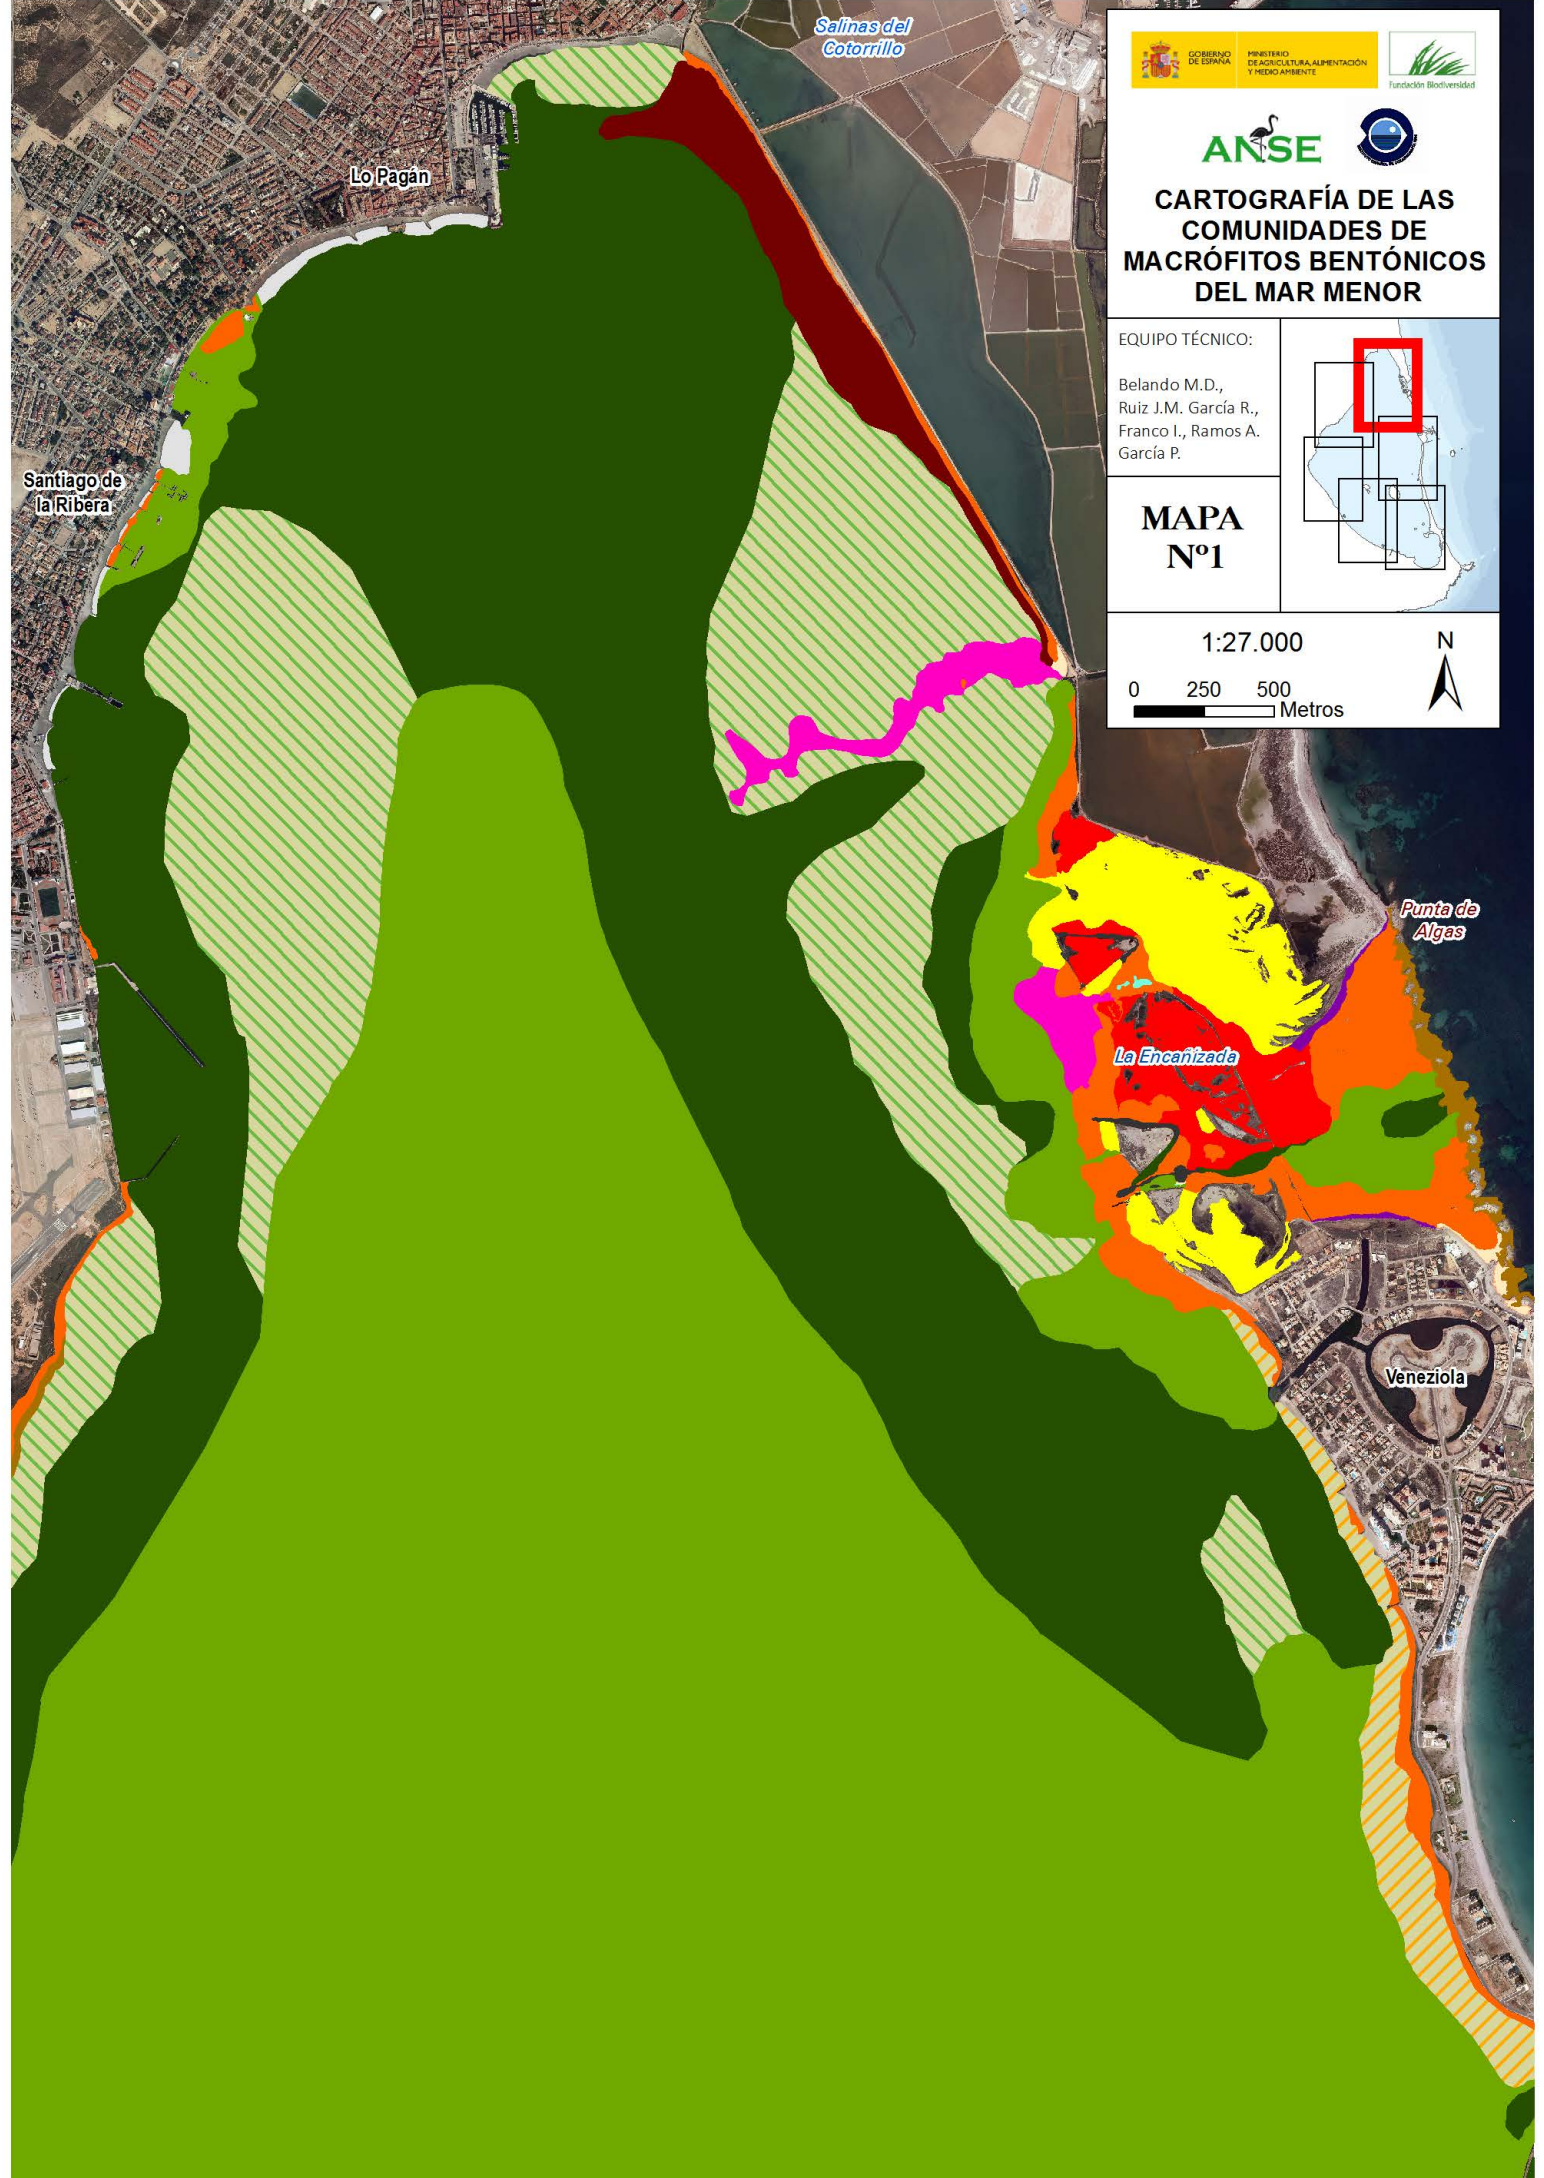 Salinas del
Cotorrillo
Lo Pagán
Santiago de
la Ribera
Punta de
Algas
La Encañizada
Veneziola
GOBIERNO
DE ESPAÑA
MINISTERIO
DE AGRICULTURA, ALIMENTACIÓN
Y MEDIO AMBIENTE
Fundación Biodiversidad
ANSE
CARTOGRAFÍA DE LAS
COMUNIDADES DE
MACRÓFITOS BENTÓNICOS
DEL MAR MENOR
EQUIPO TÉCNICO:
Belando M.D.,
Ruiz J.M. García R.,
Franco I., Ramos A.
García P.
MAPA
Nº1
1:27.000
N
0 250 500
Metros